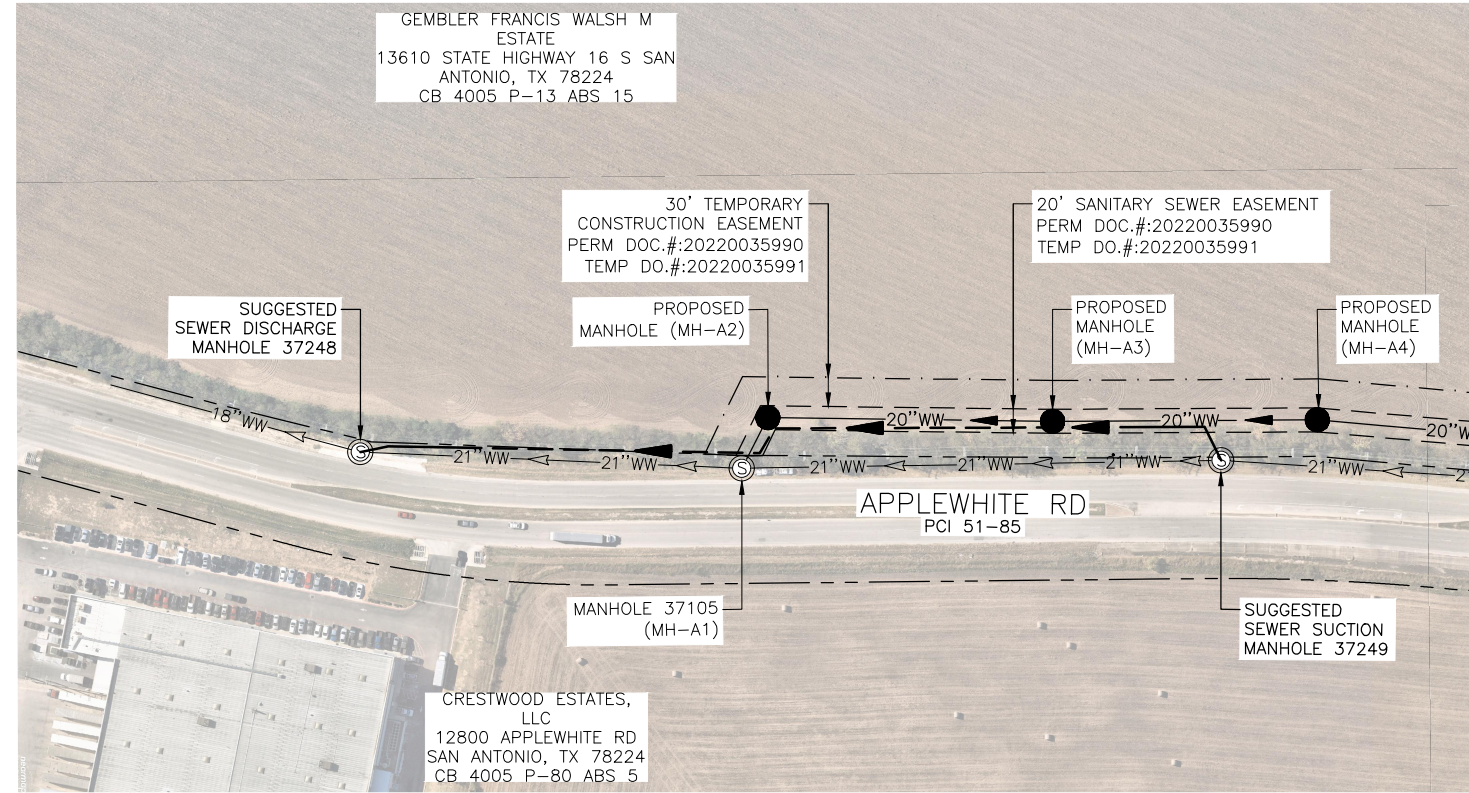 GEMBLER FRANCIS WALSH M
ESTATE
13610 STATE HIGHWAY 16 S SAN
ANTONIO, TX 78224
CB 4005 P-13 ABS 15
30' TEMPORARY
CONSTRUCTION EASEMENT
PERM DOC.#:20220035990
TEMP DO.#:20220035991
20' SANITARY SEWER EASEMENT
PERM DOC.#:20220035990
TEMP DO.#:20220035991
SUGGESTED
SEWER DISCHARGE
MANHOLE 37248
PROPOSED
MANHOLE (MH-A2)
PROPOSED
MANHOLE
(MH-A3)
PROPOSED
MANHOLE
(MH-A4)
18"WW
20"WW
20"WW
20"W
S
21"WW
21"WW
S
21"WW
21"WW
21"WW
S
2
APPLEWHITE RD
PCI 51-85
MANHOLE 37105
(MH-A1)
SUGGESTED
SEWER SUCTION
MANHOLE 37249
CRESTWOOD ESTATES,
LLC
12800 APPLEWHITE RD
SAN ANTONIO, TX 78224
CB 4005 P-80 ABS 5